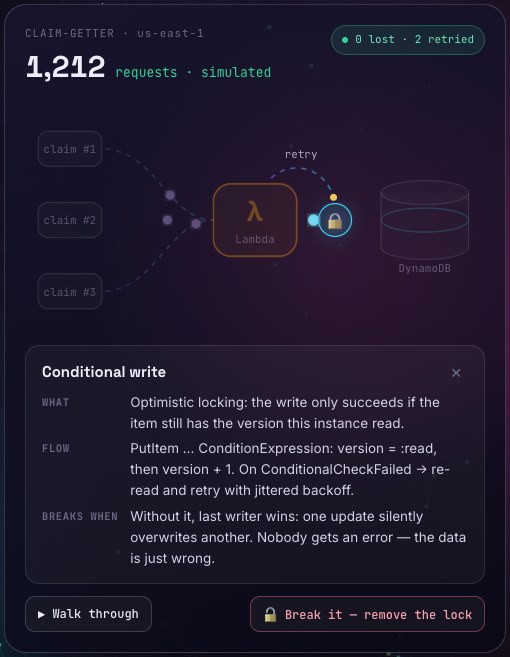 CLAIM-GETTER · us-east-1
0 lost · 2 retried
1,212 requests · simulated
retry
claim #1
claim #2
claim #3
λ
Lambda
DynamoDB
Conditional write
×
WHAT
Optimistic locking: the write only succeeds if the
item still has the version this instance read.
FLOW
PutItem … ConditionExpression: version = :read,
then version + 1. On ConditionalCheckFailed → re-
read and retry with jittered backoff.
BREAKS WHEN
Without it, last writer wins: one update silently
overwrites another. Nobody gets an error — the data
is just wrong.
▶ Walk through
🔓 Break it — remove the lock